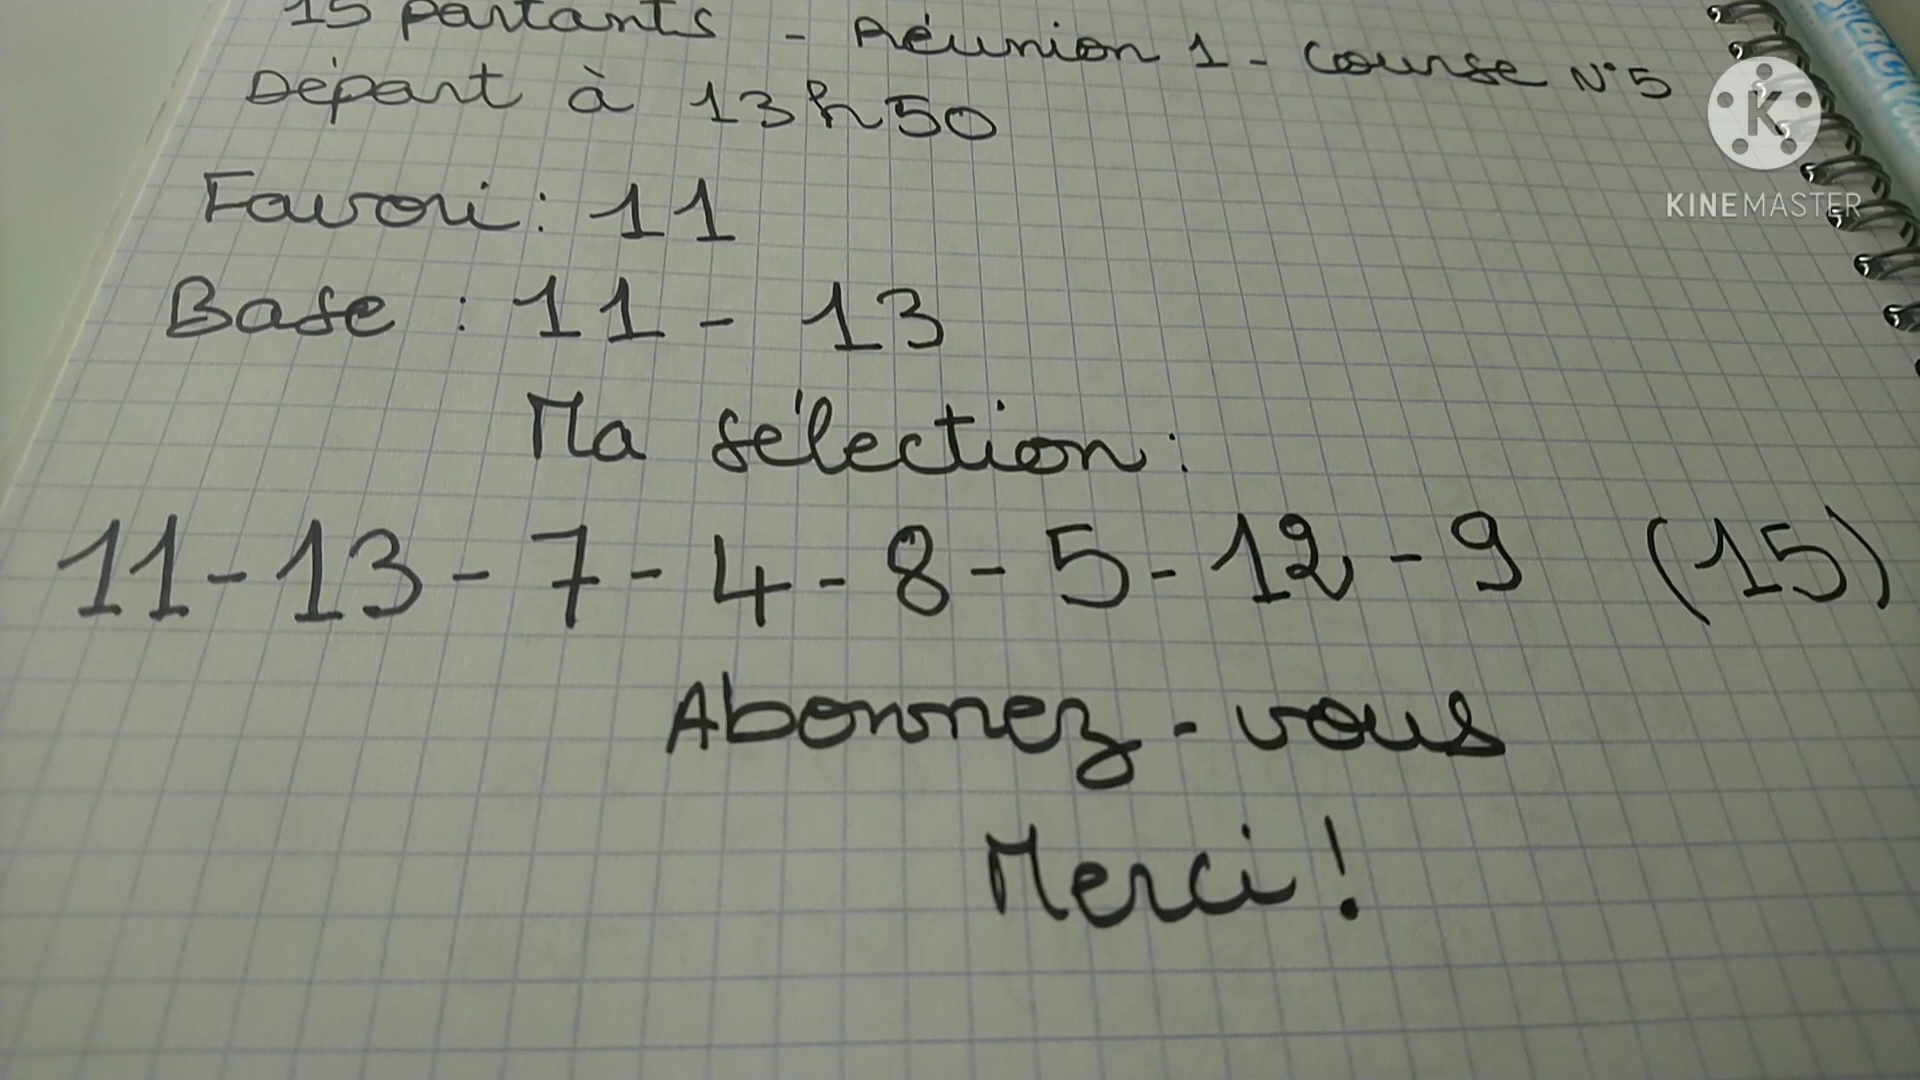 15 partants - Réunion 1 - Course N°5
Départ à 13h50
Favori : 11
Base : 11 - 13
Ma sélection :
11 - 13 - 7 - 4 - 8 - 5 - 12 - 9 (15)
Abonnez-vous
Merci !
K
KINEMASTER